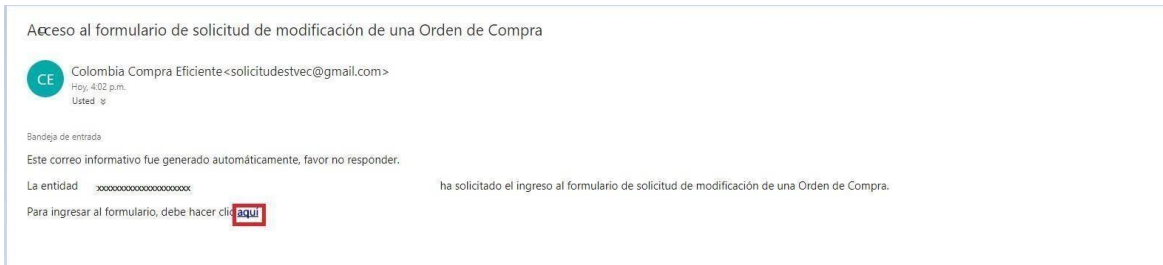 Acceso al formulario de solicitud de modificación de una Orden de Compra
CE
Colombia Compra Eficiente<solicitudestvec@gmail.com>
Hoy, 4:02 p.m.
Usted
Bandeja de entrada
Este correo informativo fue generado automáticamente, favor no responder.
La entidad xxxxxxxxxxxxxxxxxxxx ha solicitado el ingreso al formulario de solicitud de modificación de una Orden de Compra.
Para ingresar al formulario, debe hacer clic aquí